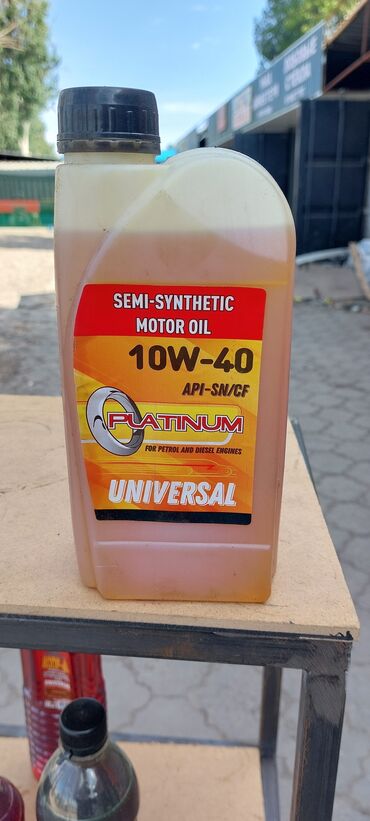 SEMI-SYNTHETIC
MOTOR OIL
10W-40
API-SN/CF
PLATINUM
FOR PETROL AND DIESEL ENGINES
UNIVERSAL